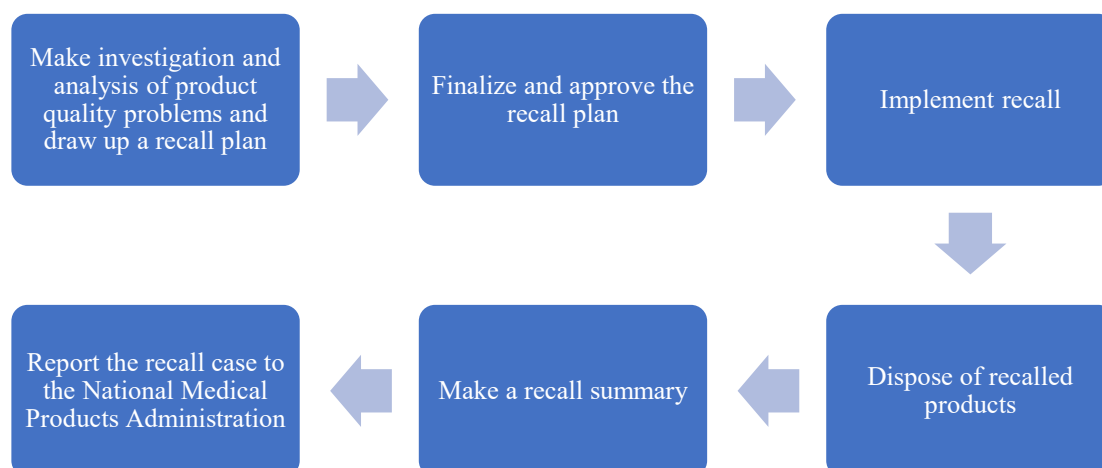 Make investigation and
analysis of product
quality problems and
draw up a recall plan
Finalize and approve the
recall plan
Implement recall
Dispose of recalled
products
Make a recall summary
Report the recall case to
the National Medical
Products Administration